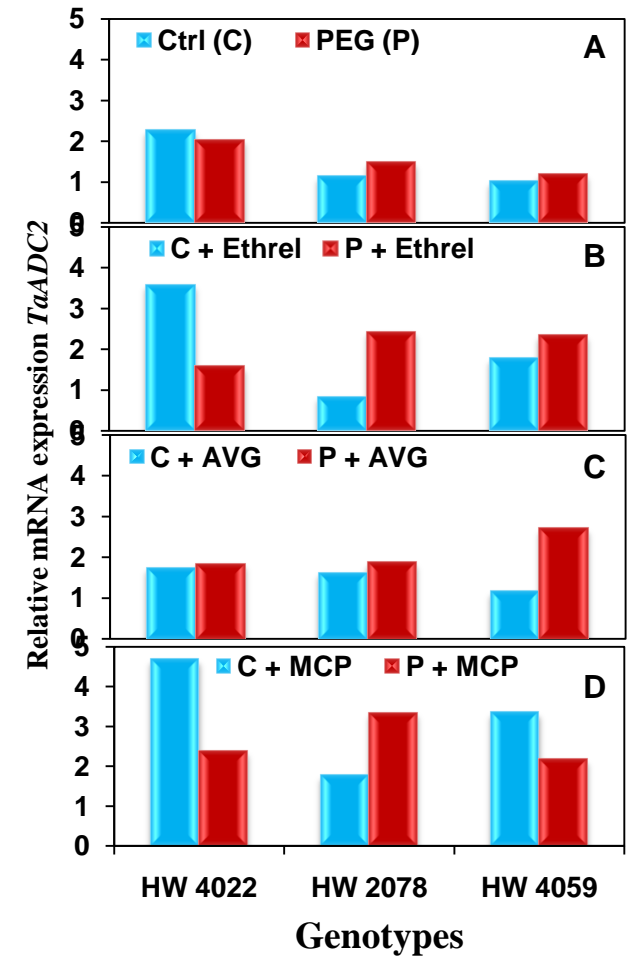 Relative mRNA expression TaADC2
5
4
3
2
1
0
Ctrl (C) PEG (P)
A
5
4
3
2
1
0
C + Ethrel P + Ethrel
B
5
4
3
2
1
0
C + AVG P + AVG
C
5
4
3
2
1
0
C + MCP P + MCP
D
HW 4022 HW 2078 HW 4059
Genotypes